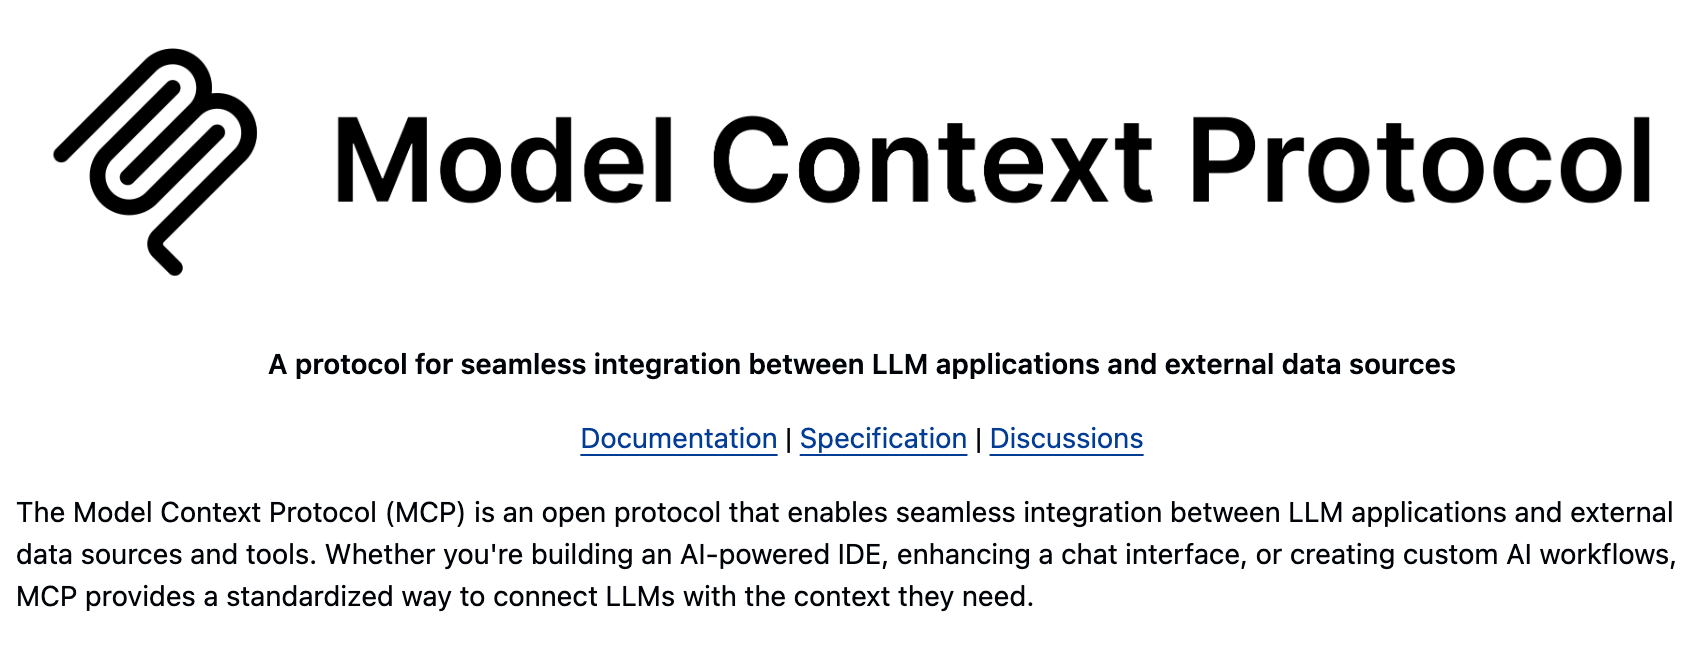 Model Context Protocol
A protocol for seamless integration between LLM applications and external data sources
Documentation | Specification | Discussions
The Model Context Protocol (MCP) is an open protocol that enables seamless integration between LLM applications and external
data sources and tools. Whether you're building an AI-powered IDE, enhancing a chat interface, or creating custom AI workflows,
MCP provides a standardized way to connect LLMs with the context they need.